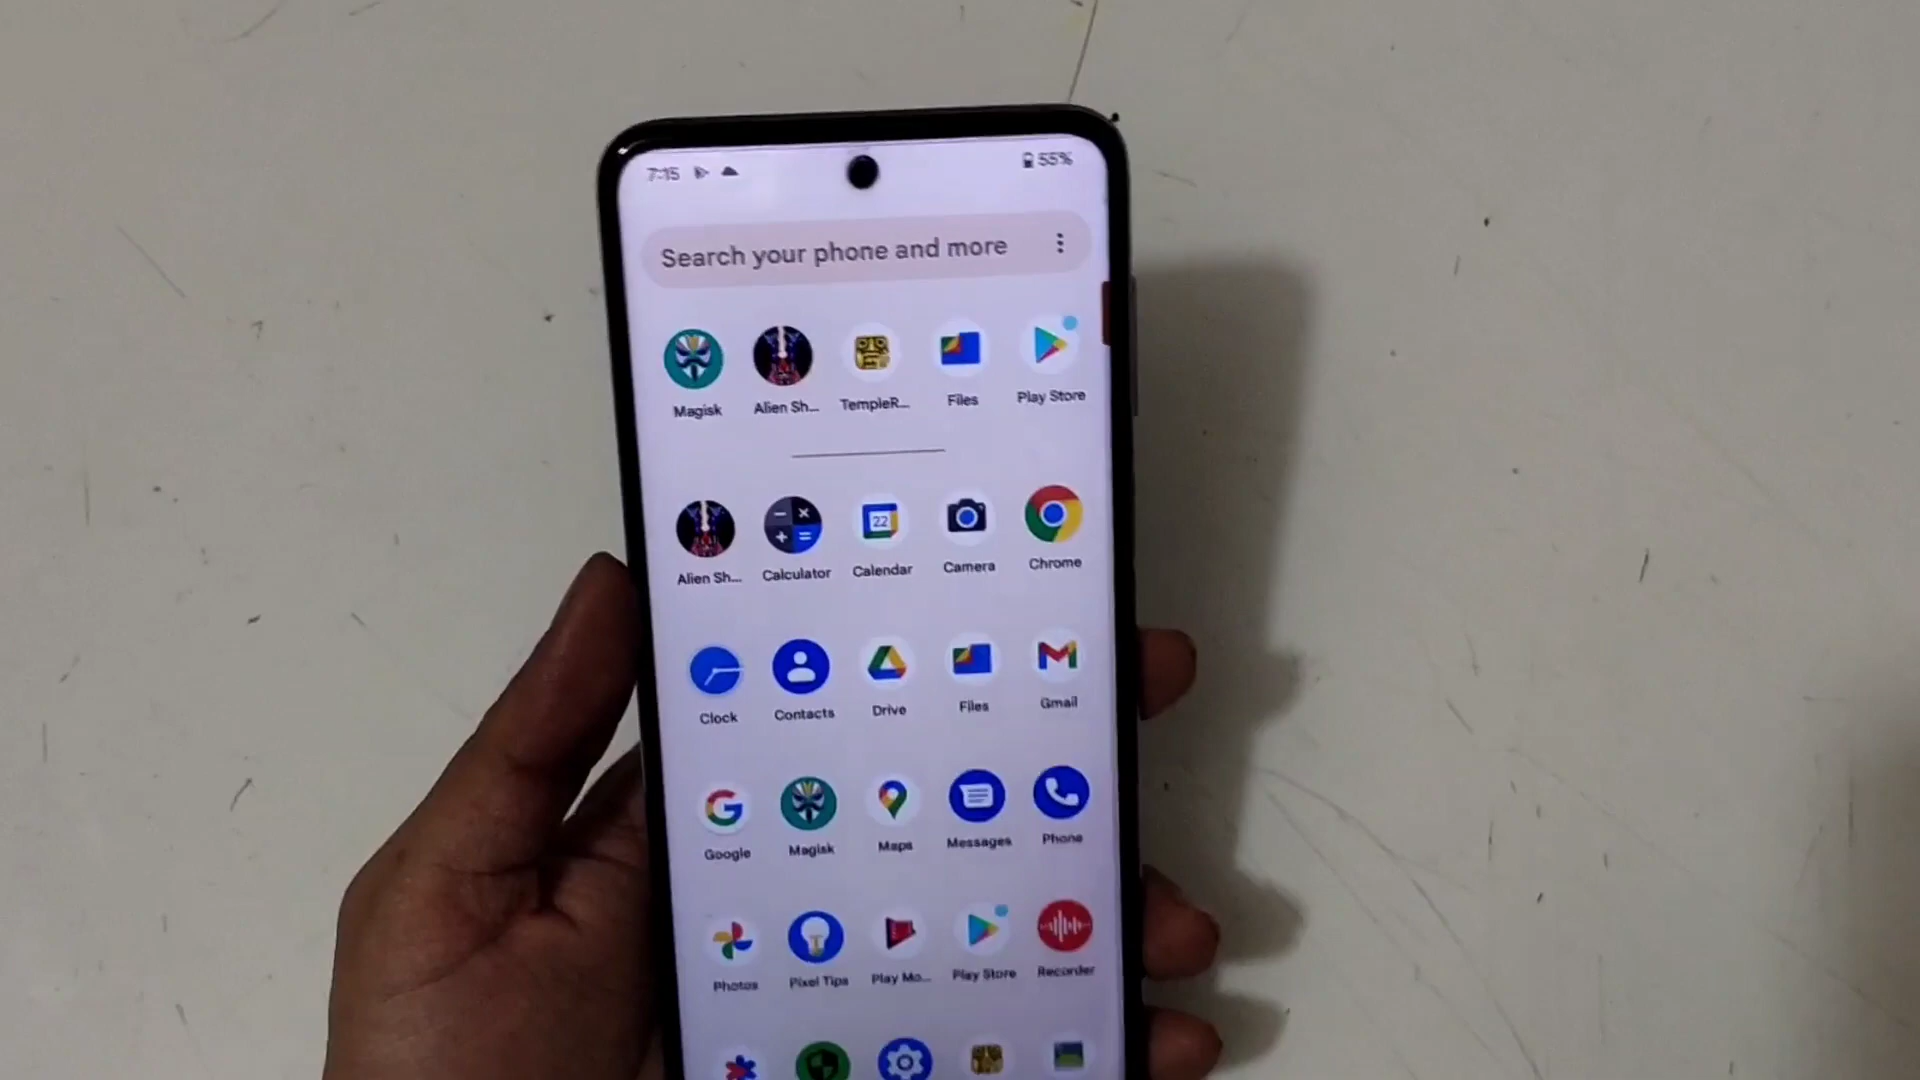 7:15 55%
Search your phone and more
Magisk Alien Sh... TempleR... Files Play Store
Alien Sh... Calculator Calendar Camera Chrome
22
Clock Contacts Drive Files Gmail
Google Magisk Maps Messages Phone
Photos Pixel Tips Play Mo... Play Store Recorder